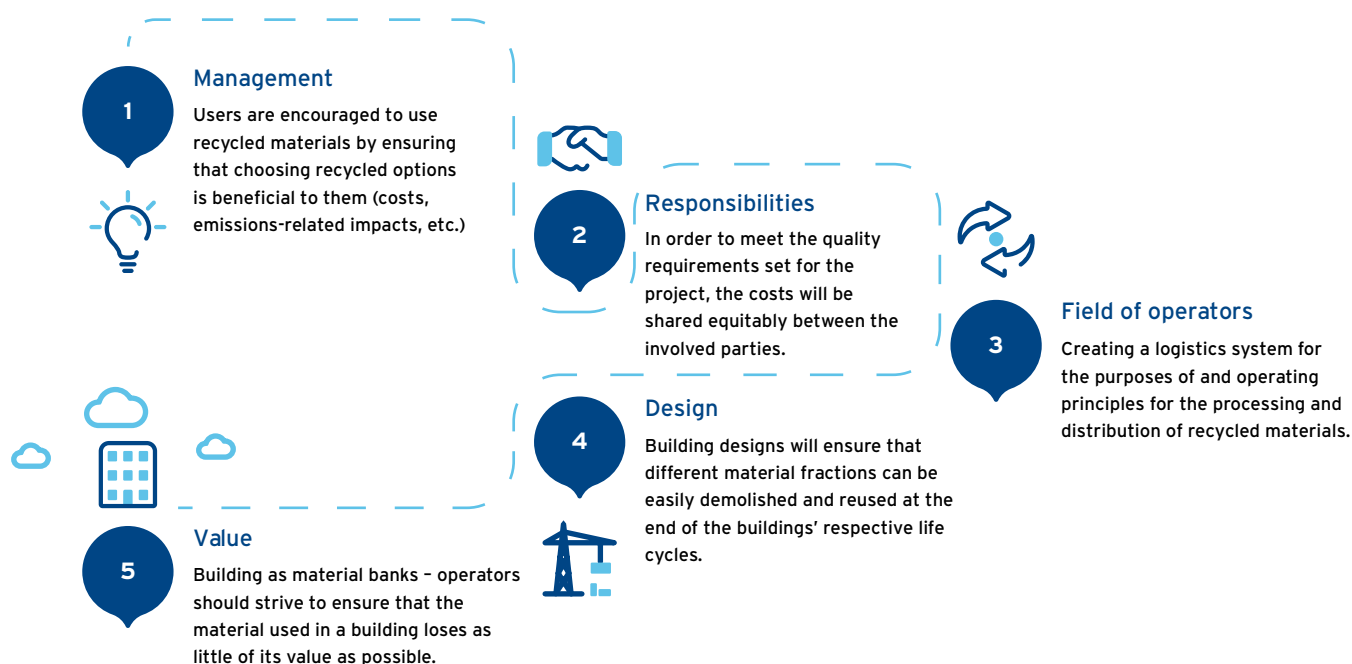 1
Management
Users are encouraged to use
recycled materials by ensuring
that choosing recycled options
is beneficial to them (costs,
emissions-related impacts, etc.)
2
Responsibilities
In order to meet the quality
requirements set for the
project, the costs will be
shared equitably between the
involved parties.
3
Field of operators
Creating a logistics system for
the purposes of and operating
principles for the processing and
distribution of recycled materials.
4
Design
Building designs will ensure that
different material fractions can be
easily demolished and reused at the
end of the buildings’ respective life
cycles.
5
Value
Building as material banks – operators
should strive to ensure that the
material used in a building loses as
little of its value as possible.